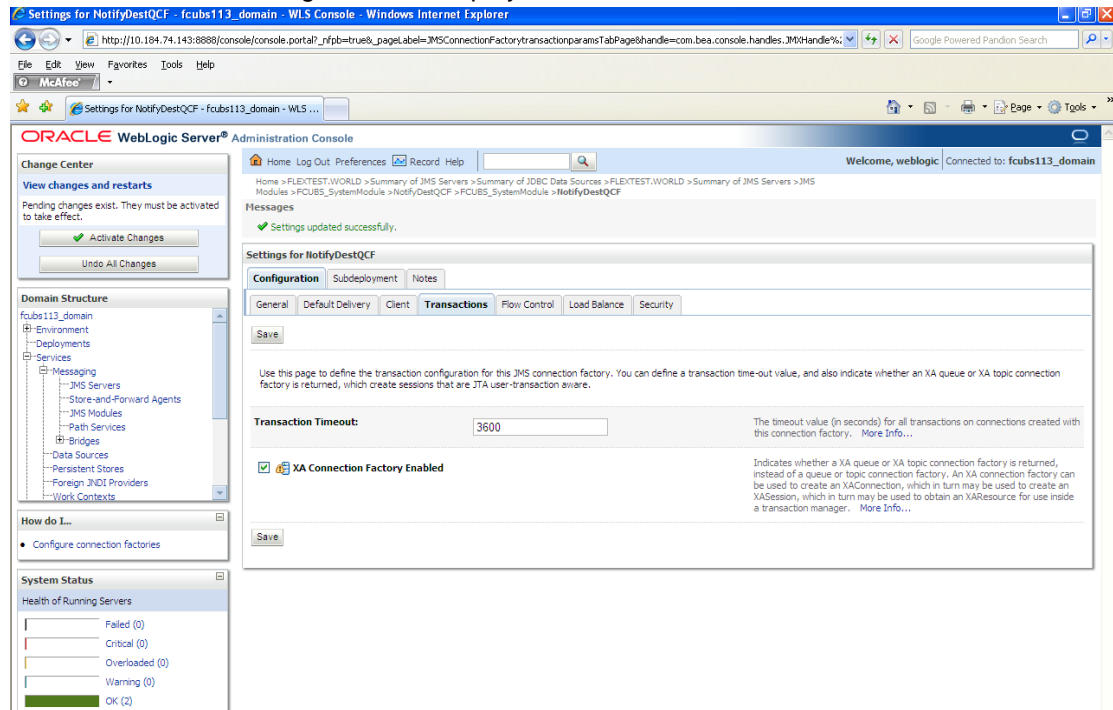 Settings for NotifyDestQCF - fcubs113_domain - WLS Console - Windows Internet Explorer
http://10.184.74.143:8888/console/console.portal?_nfpb=true&_pageLabel=JMSConnectionFactorytransactionparamsTabPage&handle=com.bea.console.handles.JMXHandle%
Google Powered Pandion Search
File Edit View Favorites Tools Help
McAfee
Settings for NotifyDestQCF - fcubs113_domain - WLS ...
Page Tools
ORACLE WebLogic Server® Administration Console
Change Center
View changes and restarts
Pending changes exist. They must be activated
to take effect.
Activate Changes
Undo All Changes
Domain Structure
fcubs113_domain
Environment
Deployments
Services
Messaging
JMS Servers
Store-and-Forward Agents
JMS Modules
Path Services
Bridges
Data Sources
Persistent Stores
Foreign JNDI Providers
Work Contexts
How do I...
Configure connection factories
System Status
Health of Running Servers
Failed (0)
Critical (0)
Overloaded (0)
Warning (0)
OK (2)
Home Log Out Preferences Record Help
Welcome, weblogic Connected to: fcubs113_domain
Home >FLEXTEST.WORLD >Summary of JMS Servers >Summary of JDBC Data Sources >FLEXTEST.WORLD >Summary of JMS Servers >JMS
Modules >FCUBS_SystemModule >NotifyDestQCF >FCUBS_SystemModule >NotifyDestQCF
Messages
Settings updated successfully.
Settings for NotifyDestQCF
Configuration Subdeployment Notes
General Default Delivery Client Transactions Flow Control Load Balance Security
Save
Use this page to define the transaction configuration for this JMS connection factory. You can define a transaction time-out value, and also indicate whether an XA queue or XA topic connection
factory is returned, which create sessions that are JTA user-transaction aware.
Transaction Timeout:
3600
The timeout value (in seconds) for all transactions on connections created with
this connection factory. More Info...
XA Connection Factory Enabled
Indicates whether a XA queue or XA topic connection factory is returned,
instead of a queue or topic connection factory. An XA connection factory can
be used to create an XAConnection, which in turn may be used to create an
XASession, which in turn may be used to obtain an XAResource for use inside
a transaction manager. More Info...
Save